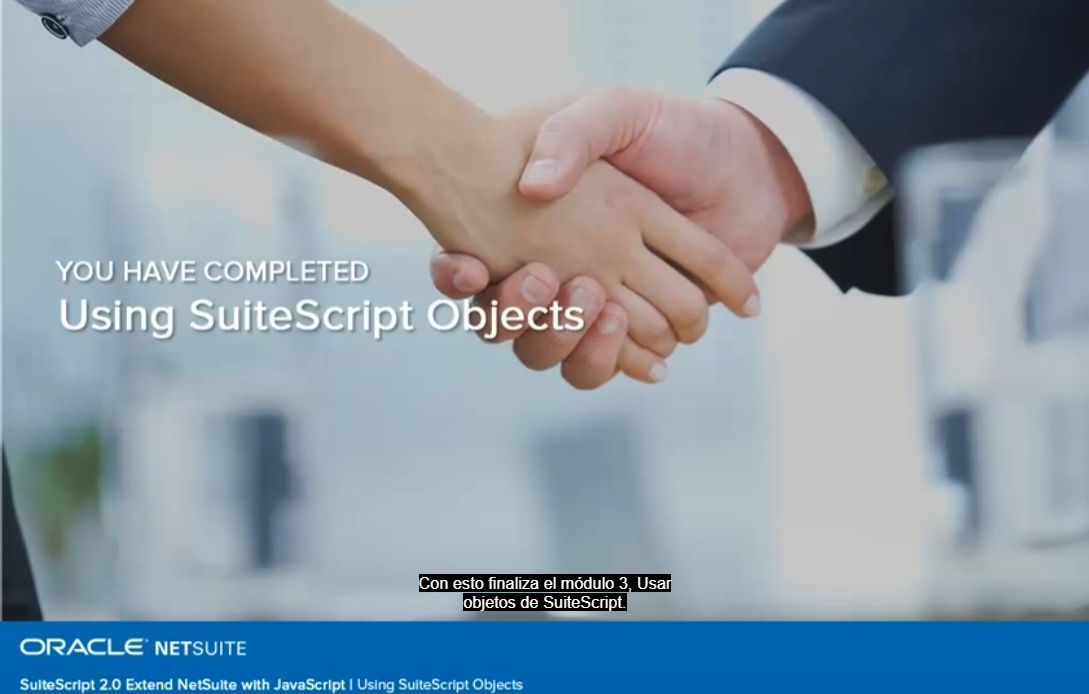 YOU HAVE COMPLETED
Using SuiteScript Objects
Con esto finaliza el módulo 3, Usar
objetos de SuiteScript.
ORACLE NETSUITE
SuiteScript 2.0 Extend NetSuite with JavaScript | Using SuiteScript Objects